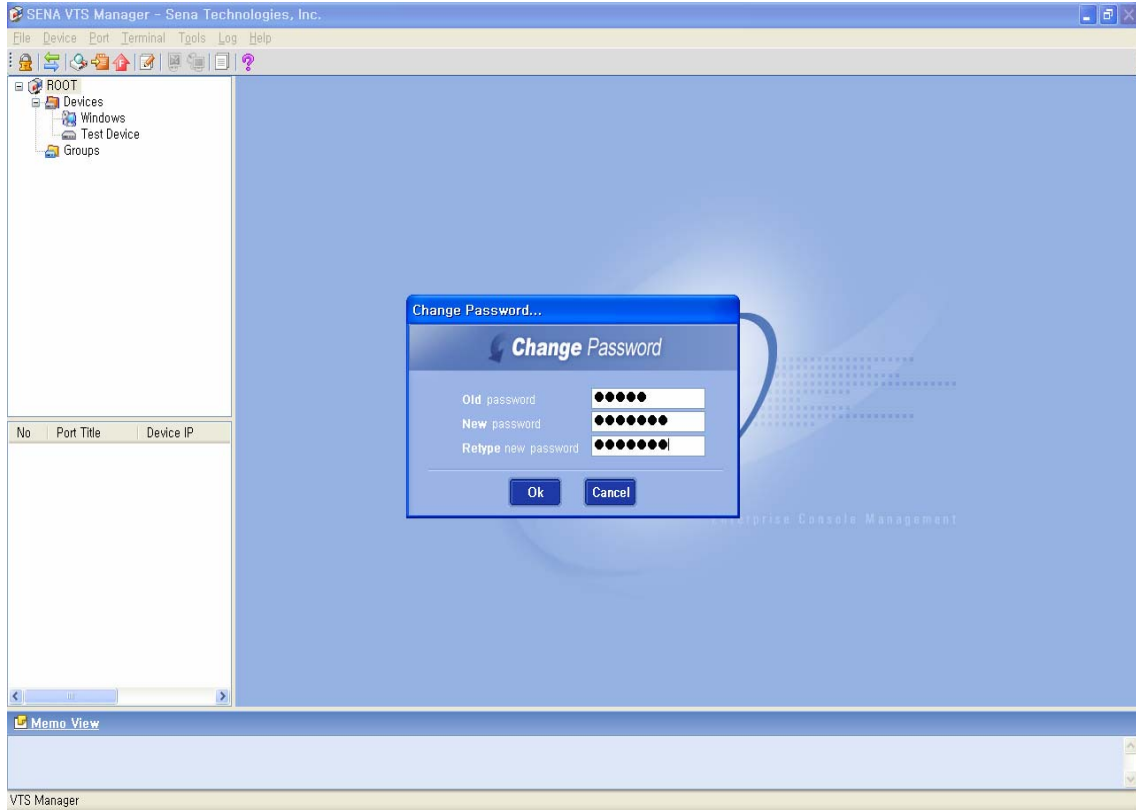 SENA VTS Manager - Sena Technologies, Inc.
File Device Port Terminal Tools Log Help
ROOT
Devices
Windows
Test Device
Groups
Change Password...
Change Password
Old password
New password
Retype new password
Ok Cancel
Enterprise Console Management
No Port Title Device IP
Memo View
VTS Manager